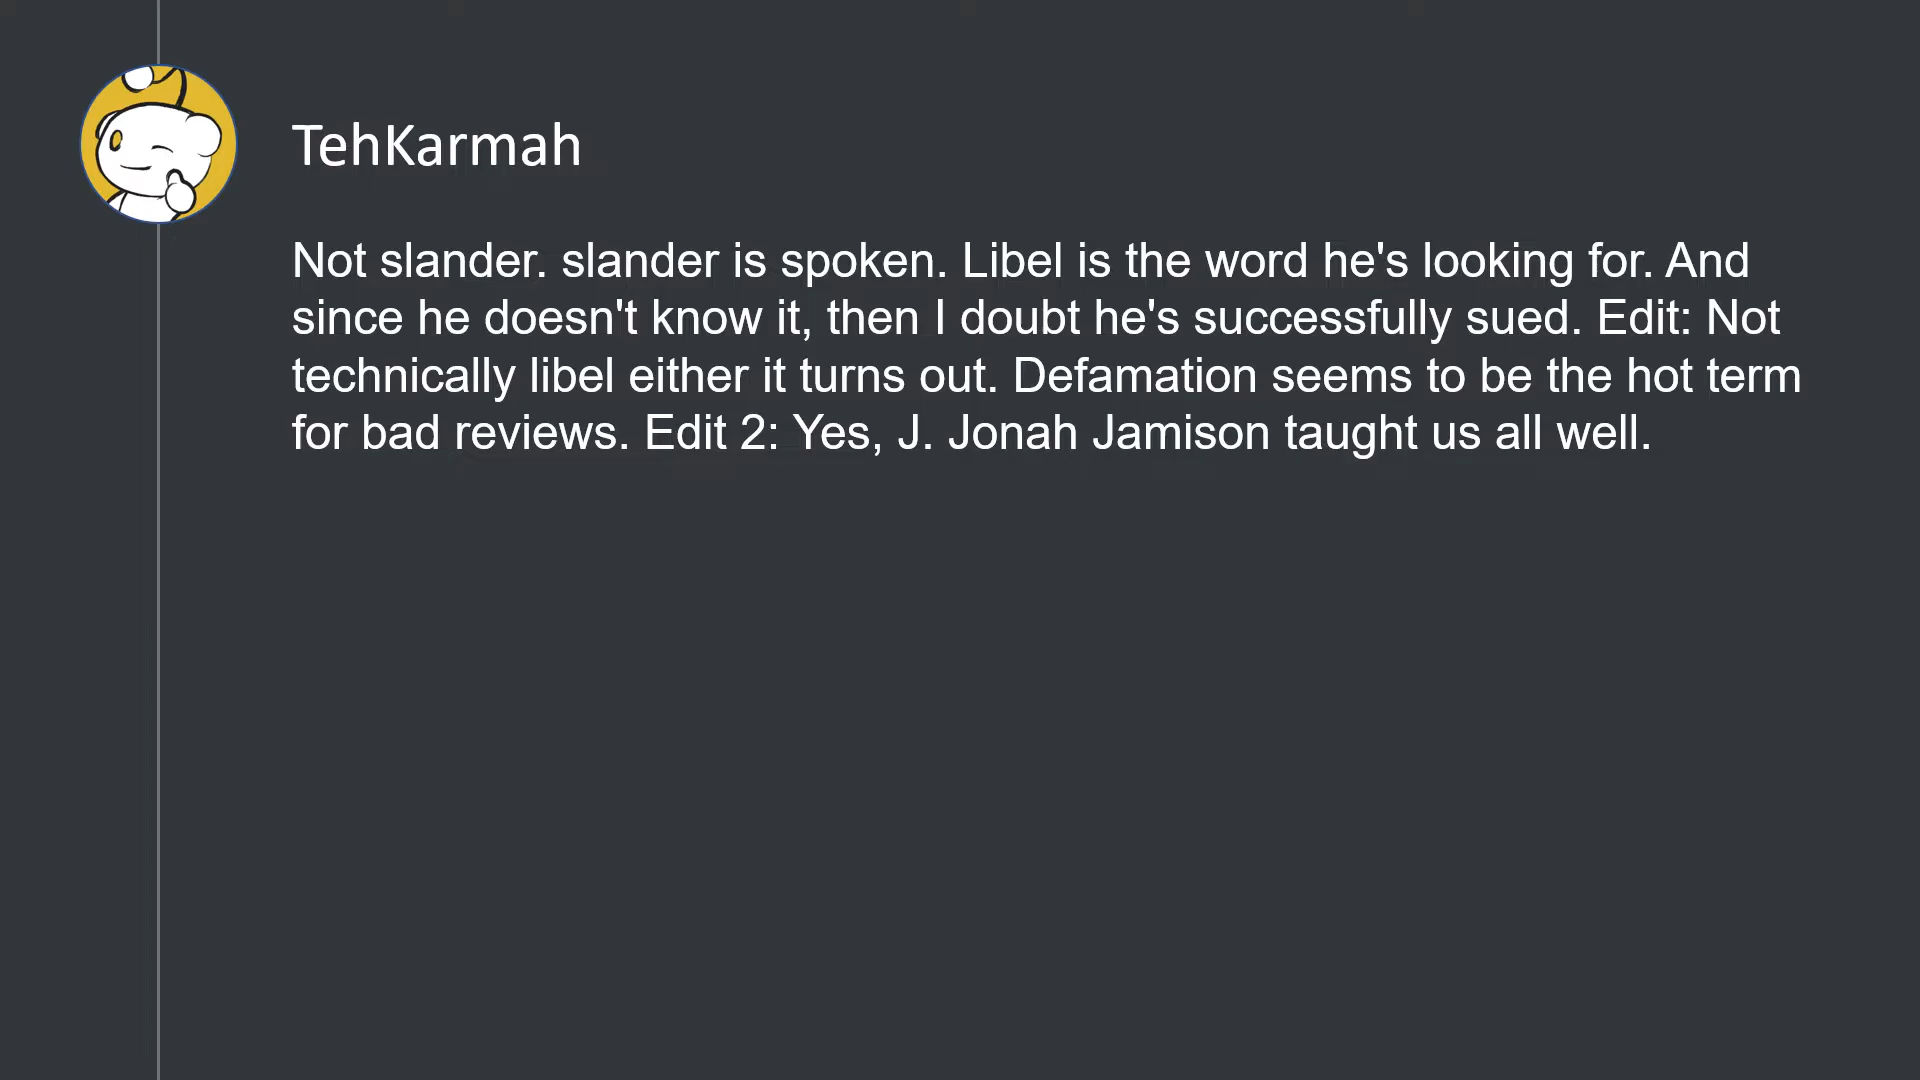 TehKarmah
Not slander. slander is spoken. Libel is the word he's looking for. And
since he doesn't know it, then I doubt he's successfully sued. Edit: Not
technically libel either it turns out. Defamation seems to be the hot term
for bad reviews. Edit 2: Yes, J. Jonah Jamison taught us all well.